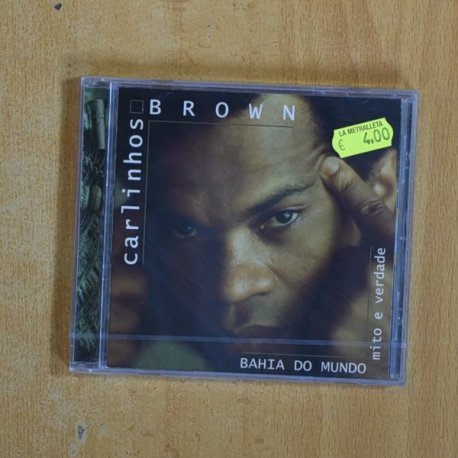 carlinhos
BROWN
LA METRALLETA
€ 4,00
BAHIA DO MUNDO
mito e verdade